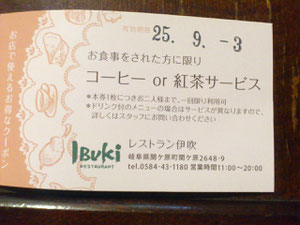 有効期限 25. 9. -3
お食事をされた方に限り
コーヒー or 紅茶サービス
*本券1枚につきお二人様まで、一回限り利用可
*ドリンク付のメニューの場合はサービスが異なりますので、
詳しくはスタッフにお問い合わせください
お店で使えるお得なクーポン
IBUKi
RESTAURANT
レストラン伊吹
岐阜県関ケ原町関ケ原2648-9
tel.0584-43-1180 営業時間11:00〜20:00